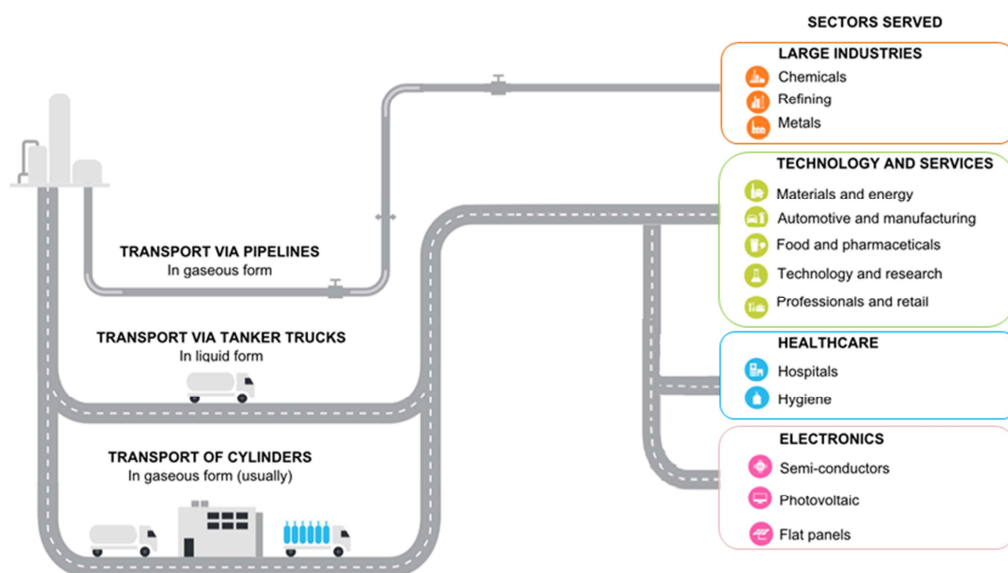 SECTORS SERVED
LARGE INDUSTRIES
Chemicals
Refining
Metals
TECHNOLOGY AND SERVICES
Materials and energy
Automotive and manufacturing
Food and pharmaceticals
Technology and research
Professionals and retail
HEALTHCARE
Hospitals
Hygiene
ELECTRONICS
Semi-conductors
Photovoltaic
Flat panels
TRANSPORT VIA PIPELINES
In gaseous form
TRANSPORT VIA TANKER TRUCKS
In liquid form
TRANSPORT OF CYLINDERS
In gaseous form (usually)